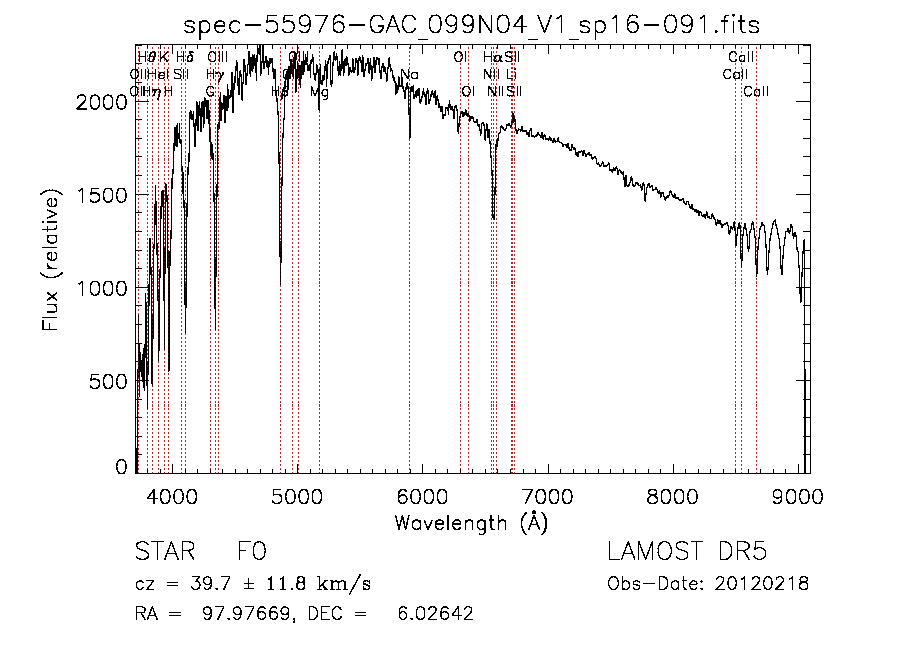 spec-55976-GAC_099N04_V1_sp16-091.fits
Hθ K Hδ OIII OIII OI Hα SII CaII
OII HeI SII Hγ Na NII Li CaII
OII Hη H G Hβ Mg OI NII SII CaII
2000
1500
1000
500
0
Flux (relative)
4000 5000 6000 7000 8000 9000
Wavelength (Å)
STAR F0 LAMOST DR5
cz = 39.7 ± 11.8 km/s Obs-Date: 20120218
RA = 97.97669, DEC = 6.02642